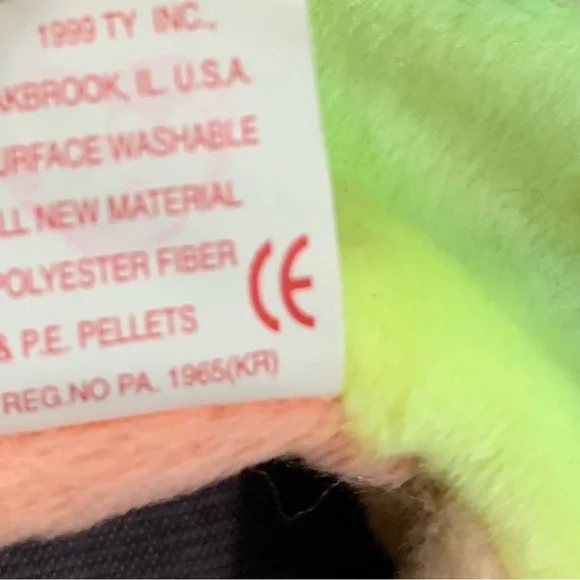 1999 TY INC.,
AKBROOK, IL. U.S.A.
URFACE WASHABLE
LL NEW MATERIAL
POLYESTER FIBER
& P.E. PELLETS
REG.NO PA. 1965(KR)
CE